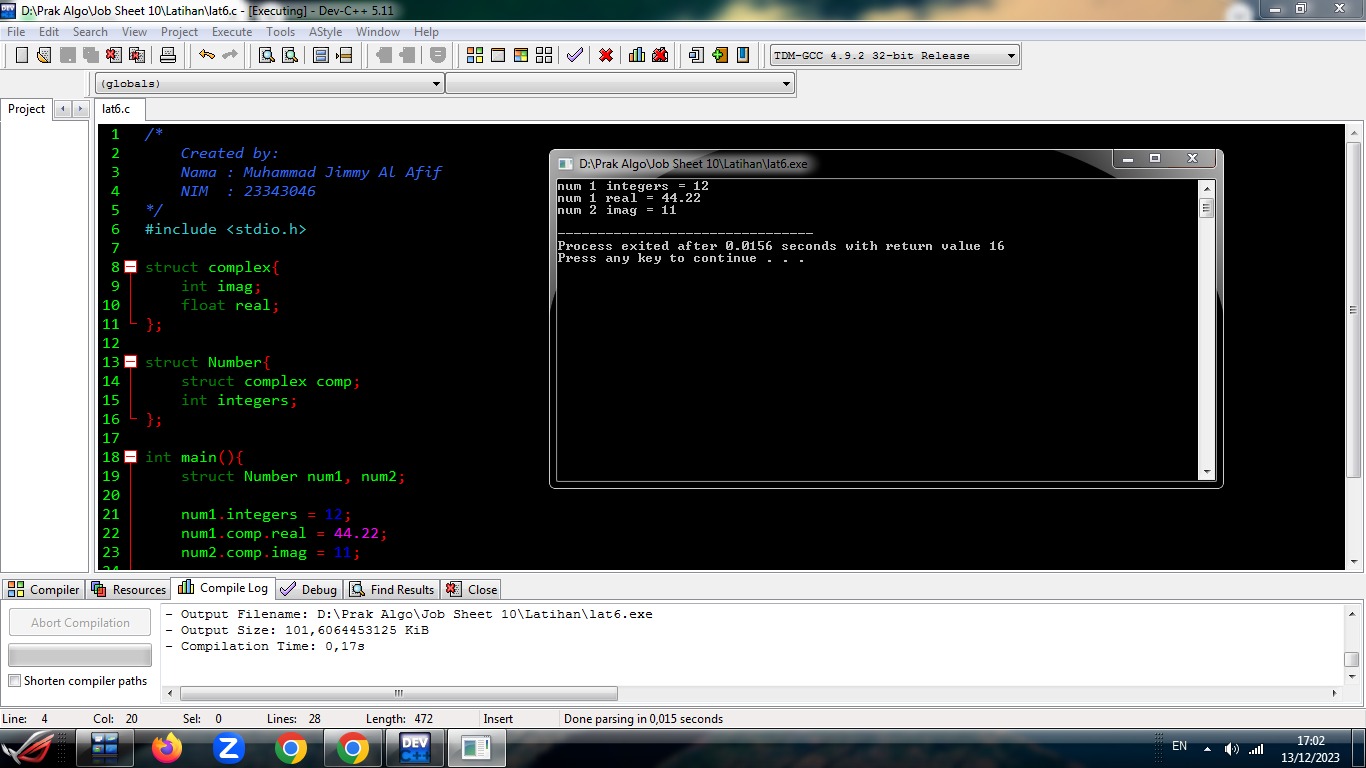 D:\Prak Algo\Job Sheet 10\Latihan\lat6.c - [Executing] - Dev-C++ 5.11
File Edit Search View Project Execute Tools AStyle Window Help
TDM-GCC 4.9.2 32-bit Release
(globals)
Project
lat6.c
1 /*
2 Created by:
3 Nama : Muhammad Jimmy Al Afif
4 NIM : 23343046
5 */
6 #include <stdio.h>
7
8 struct complex{
9 int imag;
10 float real;
11 };
12
13 struct Number{
14 struct complex comp;
15 int integers;
16 };
17
18 int main(){
19 struct Number num1, num2;
20
21 num1.integers = 12;
22 num1.comp.real = 44.22;
23 num2.comp.imag = 11;
24
D:\Prak Algo\Job Sheet 10\Latihan\lat6.exe
num 1 integers = 12
num 1 real = 44.22
num 2 imag = 11
--------------------------------
Process exited after 0.0156 seconds with return value 16
Press any key to continue . . .
Compiler Resources Compile Log Debug Find Results Close
Abort Compilation
Shorten compiler paths
- Output Filename: D:\Prak Algo\Job Sheet 10\Latihan\lat6.exe
- Output Size: 101,6064453125 KiB
- Compilation Time: 0,17s
Line: 4 Col: 20 Sel: 0 Lines: 28 Length: 472 Insert Done parsing in 0,015 seconds
DEV C++
EN
17:02
13/12/2023